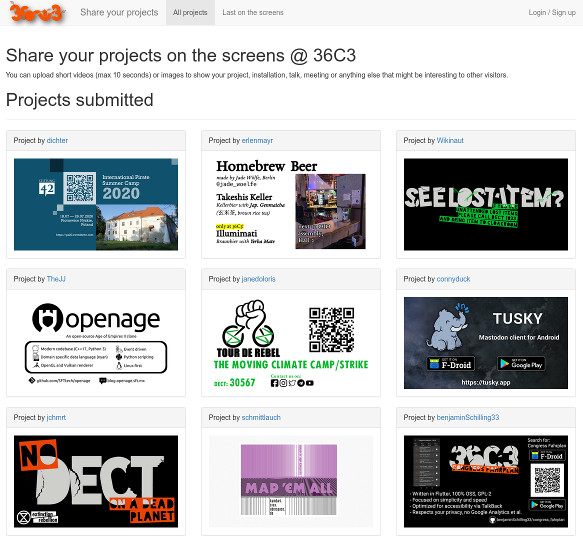 36C3
Share your projects
All projects
Last on the screens
Login / Sign up
Share your projects on the screens @ 36C3
You can upload short videos (max 10 seconds) or images to show your project, installation, talk, meeting or anything else that might be interesting to other visitors.
Projects submitted
Project by dichter
42
International Pirate
Summer Camp
2020
Poland
Project by erlenmayr
Homebrew Beer
made by Jade Wölfe, Berlin
@jade_woelfe
Takeshis Keller
Kellerbier with Jap. Genmaicha
(玄米茶, brown rice tea)
only at 36C3
Illumimati
Braunbier with Yerba Mate
Project by Wikinaut
SEE LOST ITEM?
Project by TheJJ
openage
An open source Age of Empires II clone
Modern codebase (C++17, Python 3)
Event driven
Domain specific data language (nyan)
Python scripting
OpenGL and Vulkan renderer
Linux first
github.com/SFTtech/openage
blog.openage.sft.mx
Project by janedoloris
TOUR DE REBEL
THE MOVING CLIMATE CAMP/STRIKE
DECT: 30567
Contact us on:
Project by connyduck
TUSKY
Mastodon client for Android
GET IT ON
F-Droid
GET IT ON
Google Play
https://tusky.app
Project by jchmrt
NO
DECT
ON A DEAD
PLANET
extinction
rebellion
Project by schmittlauch
MAP 'EM ALL
Project by benjaminSchilling33
Search for:
Congress Fahrplan
36C3
F-Droid
- Written in Flutter, 100% OSS, GPL-2
- Focused on simplicity and speed
- Optimized for accessibility via TalkBack
- Respects your privacy, no Google Analytics et al.
Google Play
benjaminSchilling33/congress_fahrplan